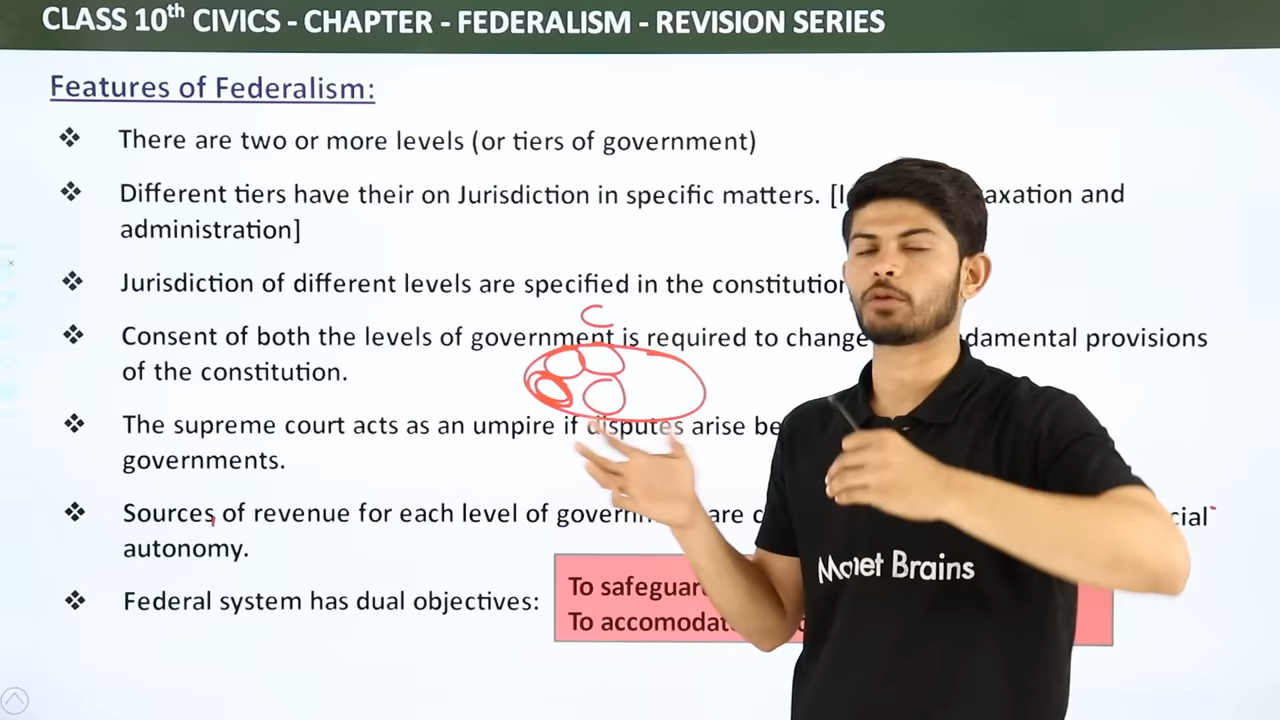 CLASS 10th CIVICS - CHAPTER - FEDERALISM - REVISION SERIES
Features of Federalism:
❖ There are two or more levels (or tiers of government)
❖ Different tiers have their on Jurisdiction in specific matters. [ axation and
administration]
❖ Jurisdiction of different levels are specified in the constitution
C
❖ Consent of both the levels of government is required to change damental provisions
of the constitution.
❖ The supreme court acts as an umpire if disputes arise be
governments.
❖ Sources of revenue for each level of governm are cial
autonomy.
❖ Federal system has dual objectives:
To safeguar
To accomodat
Magnet Brains